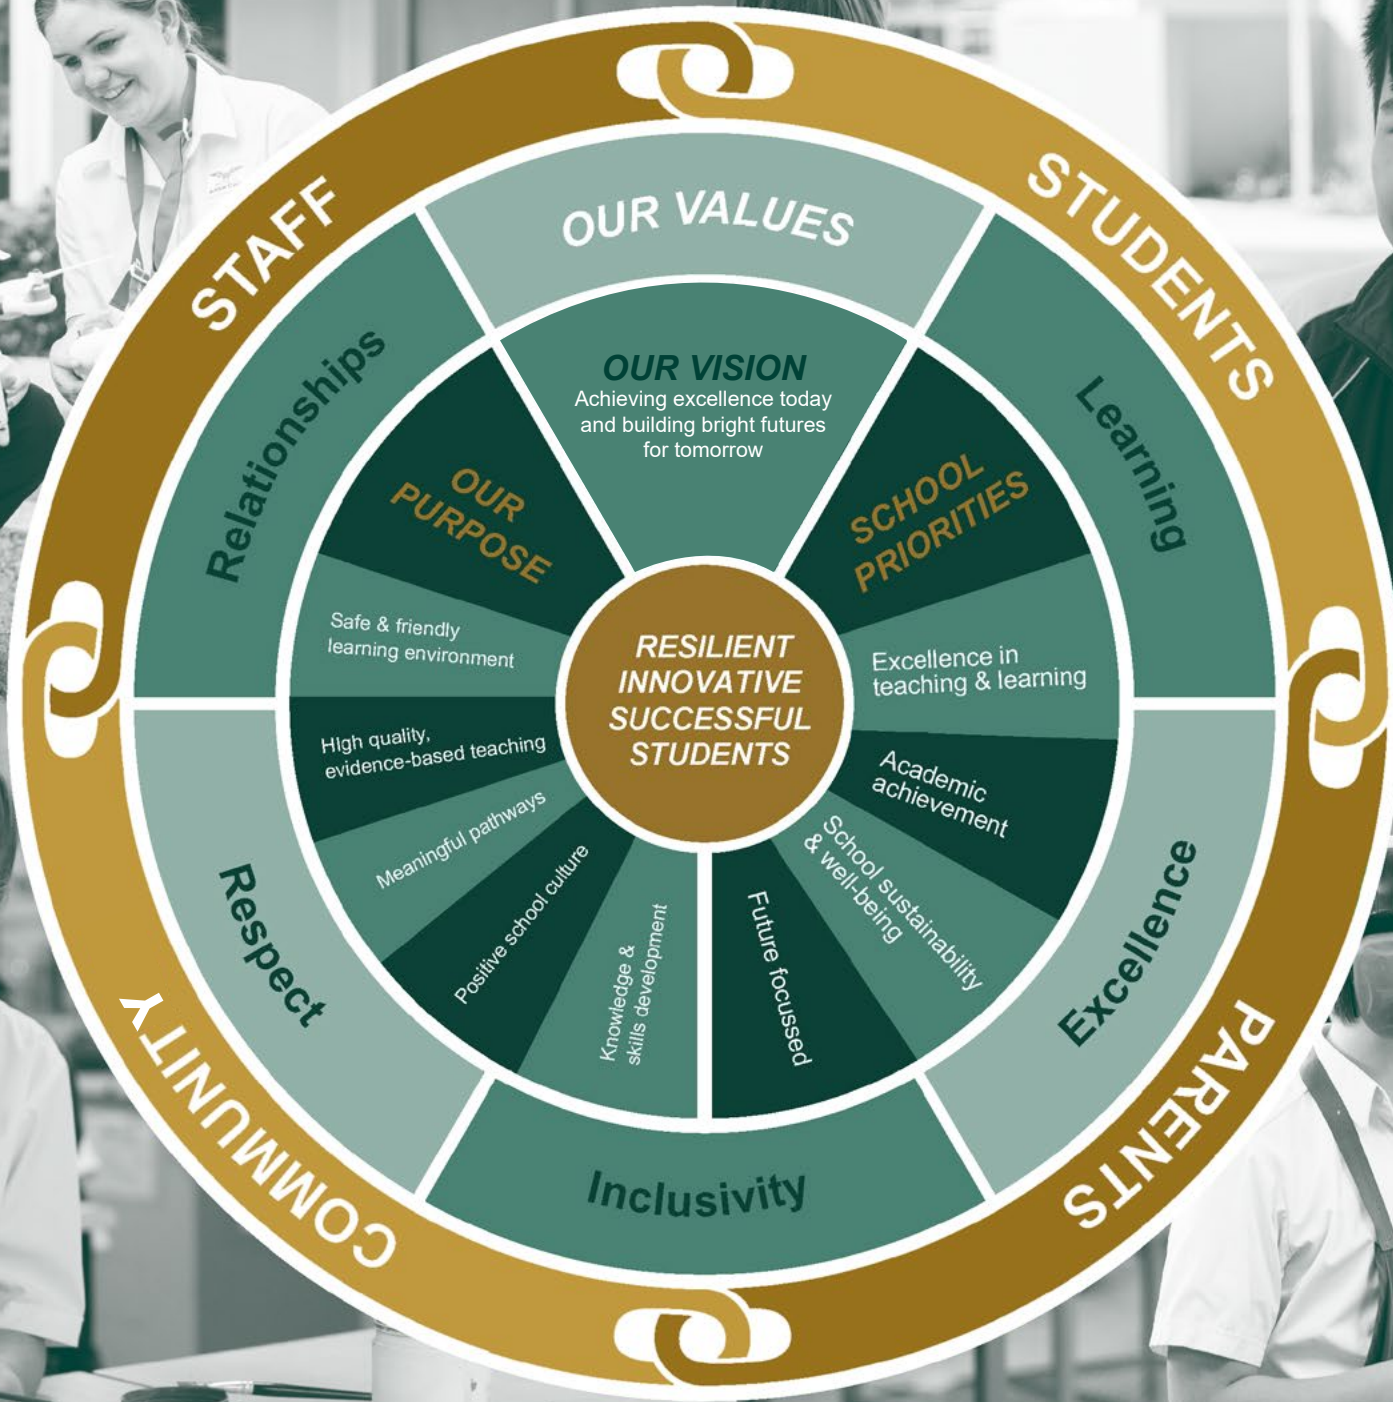 STAFF
STUDENTS
PARENTS
COMMUNITY
OUR VALUES
Learning
Excellence
Inclusivity
Respect
Relationships
OUR VISION
Achieving excellence today
and building bright futures
for tomorrow
SCHOOL
PRIORITIES
Excellence in
teaching & learning
Academic
achievement
School sustainability
& well-being
Future focussed
OUR
PURPOSE
Safe & friendly
learning environment
HIgh quality,
evidence-based teaching
Meaningful pathways
Positive school culture
Knowledge &
skills development
RESILIENT
INNOVATIVE
SUCCESSFUL
STUDENTS